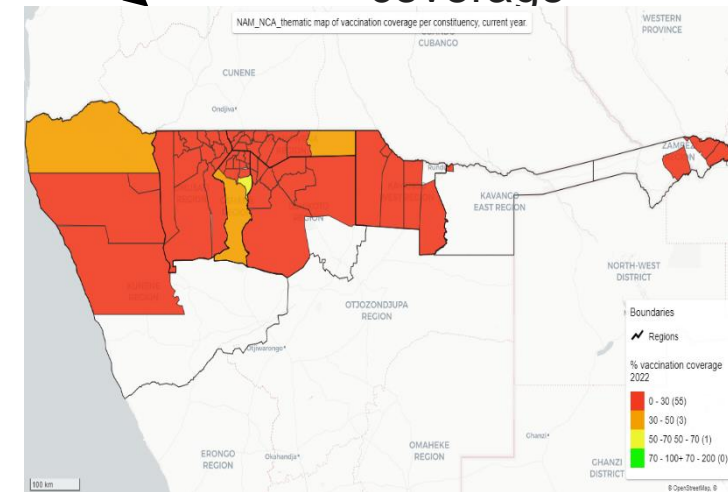 coverage
NAM_NCA_thematic map of vaccination coverage per constituency, current year.
CUBANGO
WESTERN
PROVINCE
CUNENE
Ondjiva
KAVANGO
EAST REGION
NORTH-WEST
DISTRICT
OTJOZONDJUPA
REGION
Otjiwarongo
ERONGO
REGION
Okahandja
OMAHEKE
REGION
Ghanzi
GHANZI
DISTRICT
Boundaries
Regions
% vaccination coverage
2022
0 - 30 (55)
30 - 50 (3)
50 -70 50 - 70 (1)
70 - 100+ 70 - 200 (0)
100 km
© OpenStreetMap, ©